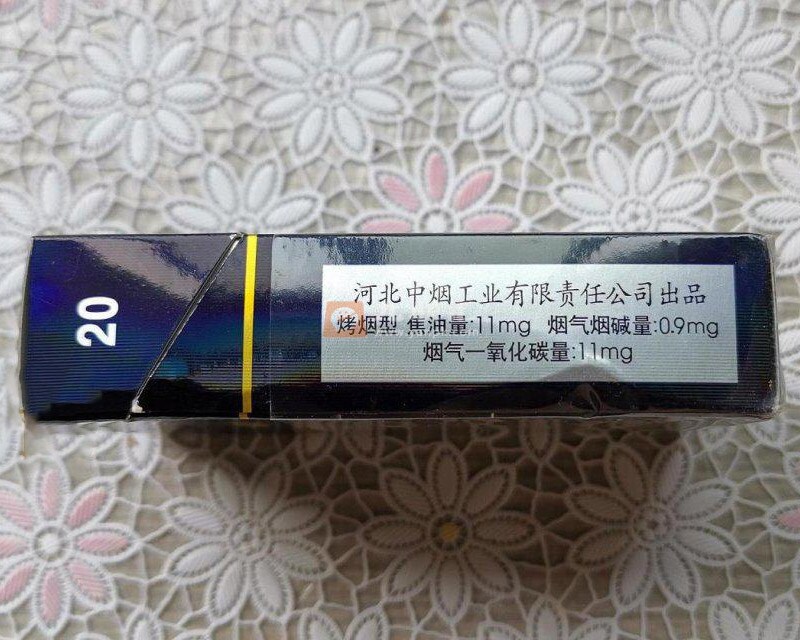 20
河北中烟工业有限责任公司出品
烤烟型 焦油量:11mg 烟气烟碱量:0.9mg
烟气一氧化碳量:11mg